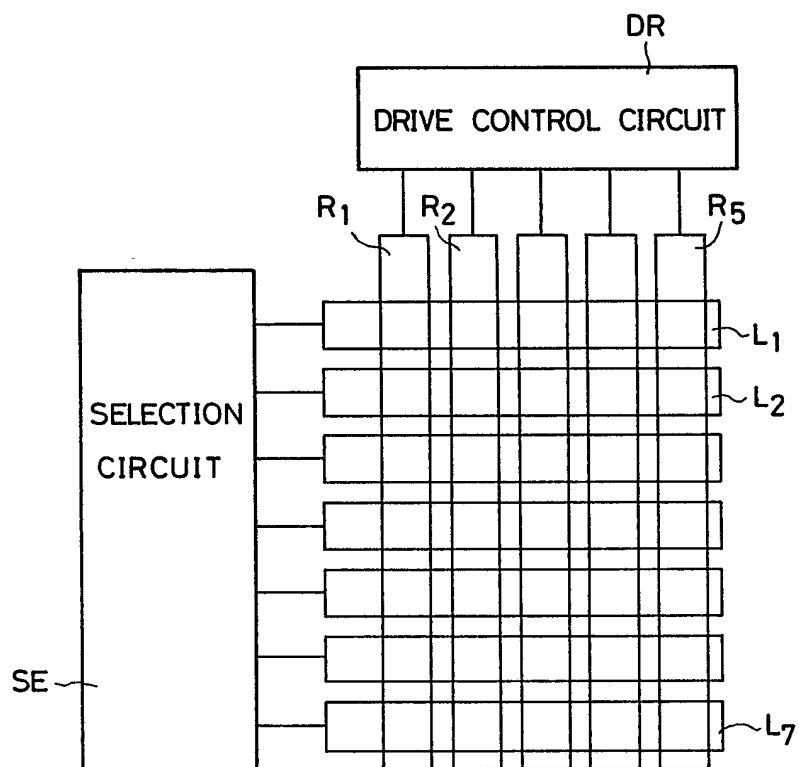 DR
DRIVE CONTROL CIRCUIT
R1 R2 R5
L1
SELECTION
CIRCUIT
L2
SE
L7